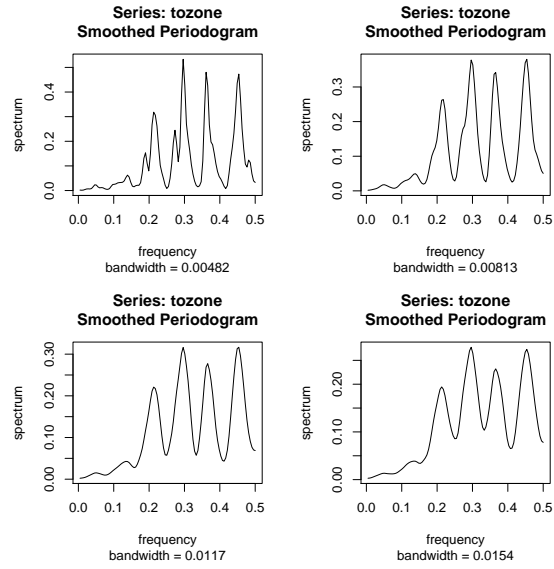 Series: tozone
Smoothed Periodogram
spectrum
0.0 0.2 0.4
0.0 0.1 0.2 0.3 0.4 0.5
frequency
bandwidth = 0.00482
Series: tozone
Smoothed Periodogram
spectrum
0.0 0.1 0.2 0.3
0.0 0.1 0.2 0.3 0.4 0.5
frequency
bandwidth = 0.00813
Series: tozone
Smoothed Periodogram
spectrum
0.00 0.10 0.20 0.30
0.0 0.1 0.2 0.3 0.4 0.5
frequency
bandwidth = 0.0117
Series: tozone
Smoothed Periodogram
spectrum
0.00 0.10 0.20
0.0 0.1 0.2 0.3 0.4 0.5
frequency
bandwidth = 0.0154